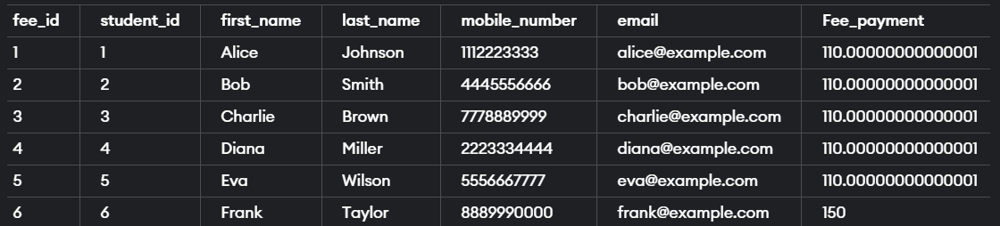 fee_id student_id first_name last_name mobile_number email Fee_payment
1 1 Alice Johnson 1112223333 alice@example.com 110.00000000000001
2 2 Bob Smith 4445556666 bob@example.com 110.00000000000001
3 3 Charlie Brown 7778889999 charlie@example.com 110.00000000000001
4 4 Diana Miller 2223334444 diana@example.com 110.00000000000001
5 5 Eva Wilson 5556667777 eva@example.com 110.00000000000001
6 6 Frank Taylor 8889990000 frank@example.com 150